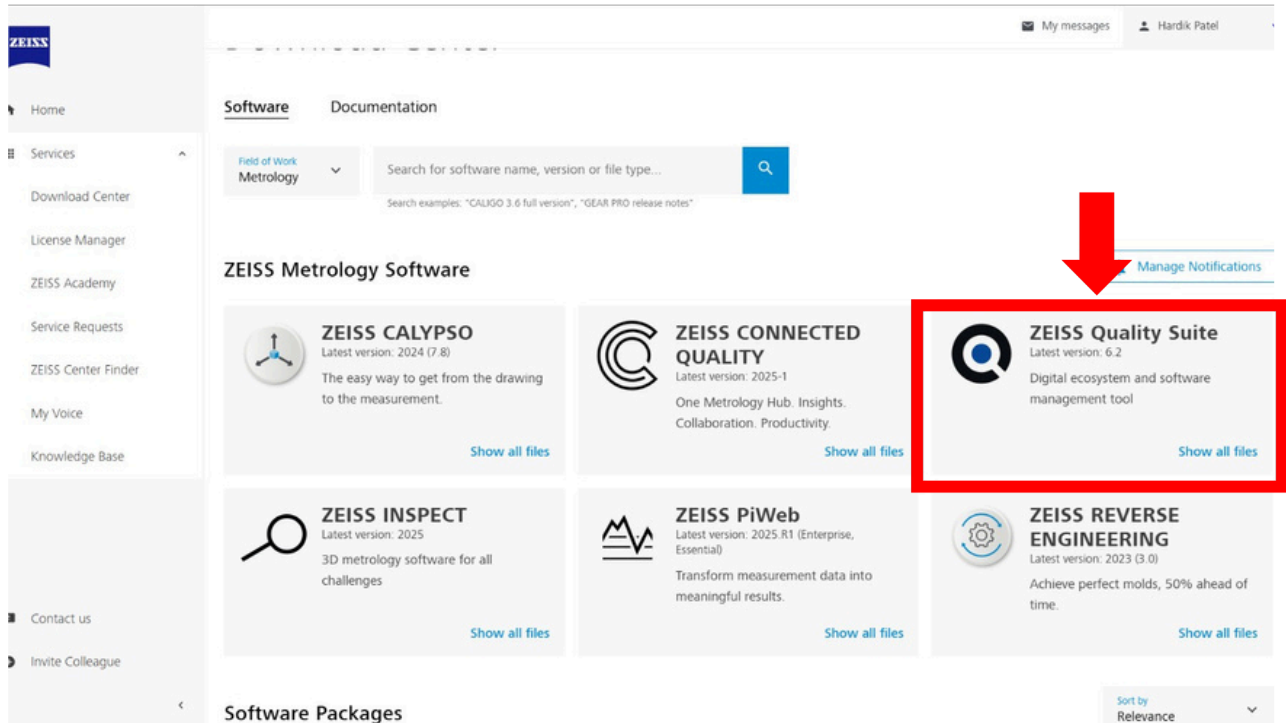 ZEISS
My messages
Hardik Patel
Download Center
Home
Services
Download Center
License Manager
ZEISS Academy
Service Requests
ZEISS Center Finder
My Voice
Knowledge Base
Contact us
Invite Colleague
Software
Documentation
Field of Work
Metrology
Search for software name, version or file type...
Search examples: "CALIGO 3.6 full version", "GEAR PRO release notes"
ZEISS Metrology Software
Manage Notifications
ZEISS CALYPSO
Latest version: 2024 (7.8)
The easy way to get from the drawing
to the measurement.
Show all files
ZEISS CONNECTED
QUALITY
Latest version: 2025-1
One Metrology Hub. Insights.
Collaboration. Productivity.
Show all files
ZEISS Quality Suite
Latest version: 6.2
Digital ecosystem and software
management tool
Show all files
ZEISS INSPECT
Latest version: 2025
3D metrology software for all
challenges
Show all files
ZEISS PiWeb
Latest version: 2025.R1 (Enterprise,
Essential)
Transform measurement data into
meaningful results.
Show all files
ZEISS REVERSE
ENGINEERING
Latest version: 2023 (3.0)
Achieve perfect molds, 50% ahead of
time.
Show all files
Software Packages
Sort by
Relevance